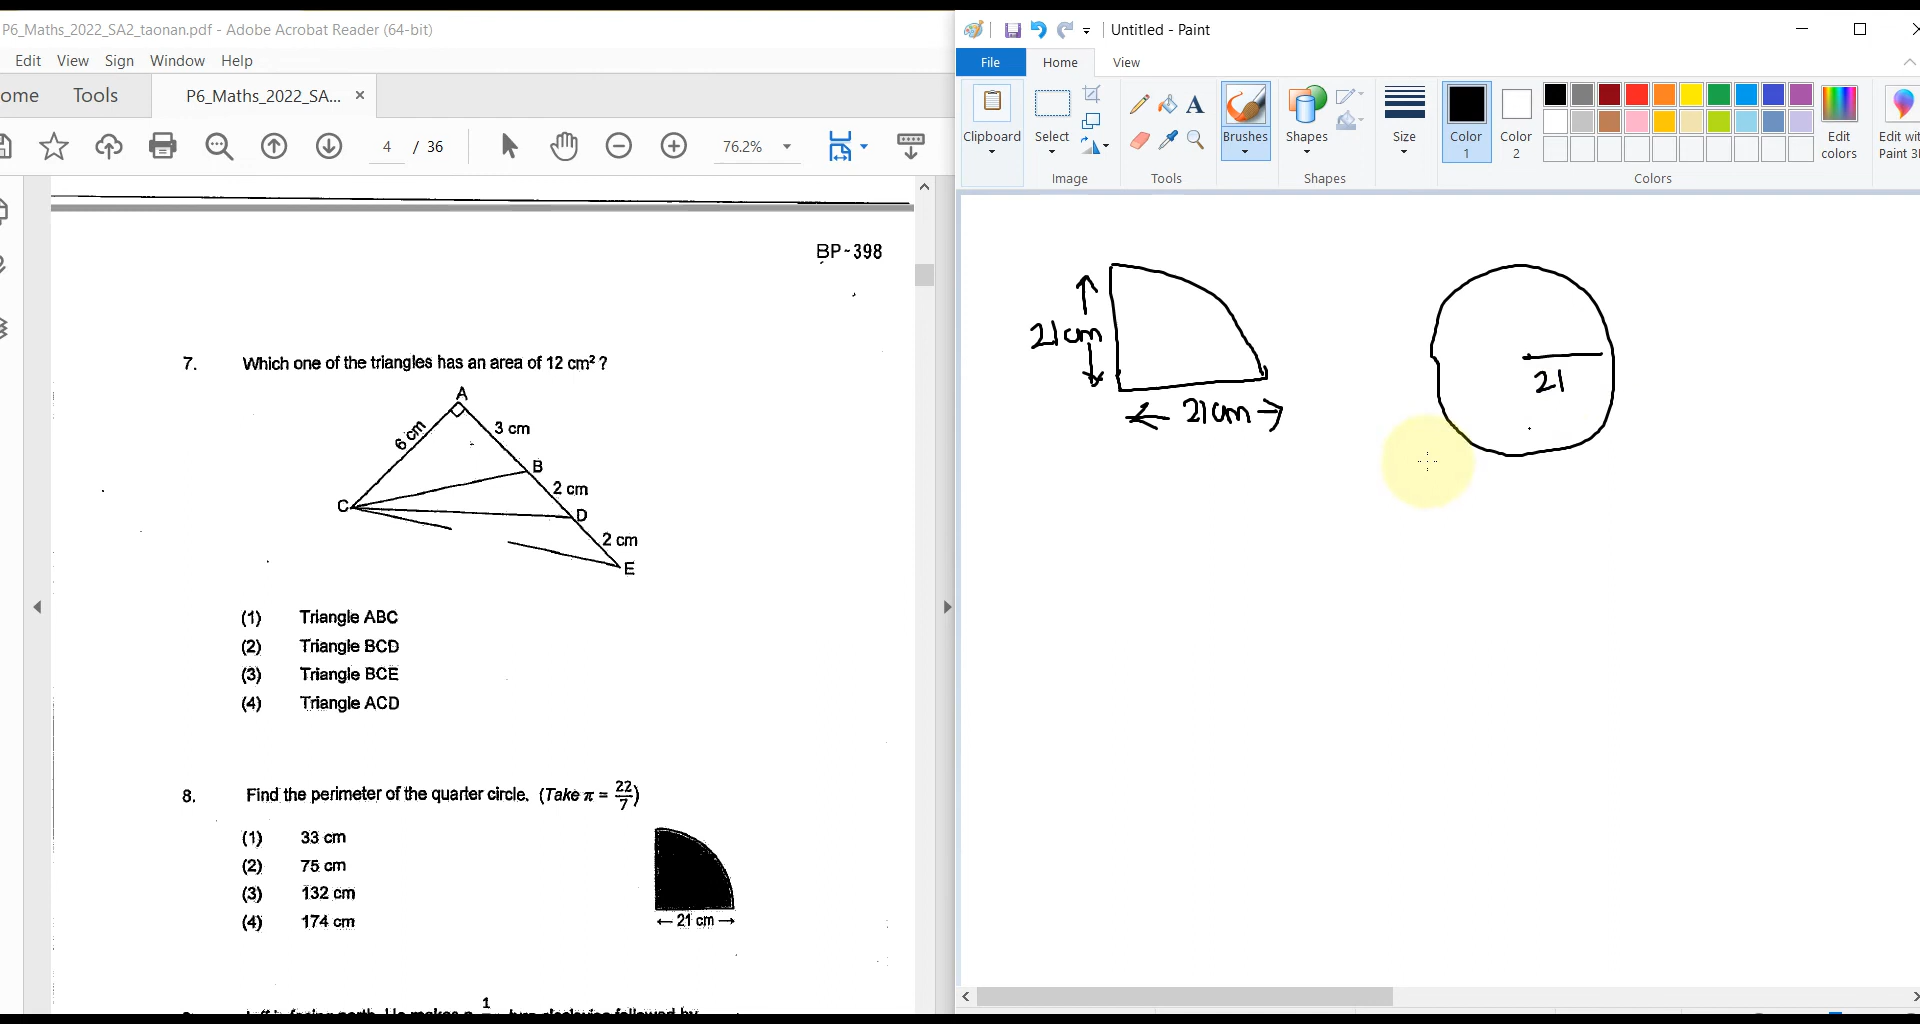 P6_Maths_2022_SA2_taonan.pdf - Adobe Acrobat Reader (64-bit)
Edit View Sign Window Help
ome Tools P6_Maths_2022_SA... ×
4 / 36 76.2%
BP-398
7. Which one of the triangles has an area of 12 cm² ?
A
6 cm 3 cm
B
2 cm
C D
2 cm
E
(1) Triangle ABC
(2) Triangle BCD
(3) Triangle BCE
(4) Triangle ACD
8. Find the perimeter of the quarter circle. (Take π = 22/7)
(1) 33 cm
(2) 75 cm
(3) 132 cm
(4) 174 cm
21 cm
1
Untitled - Paint
File Home View
Clipboard Select Brushes Shapes Size Color 1 Color 2 Edit colors Edit wit Paint 3
Image Tools Shapes Colors
21cm
21cm
21